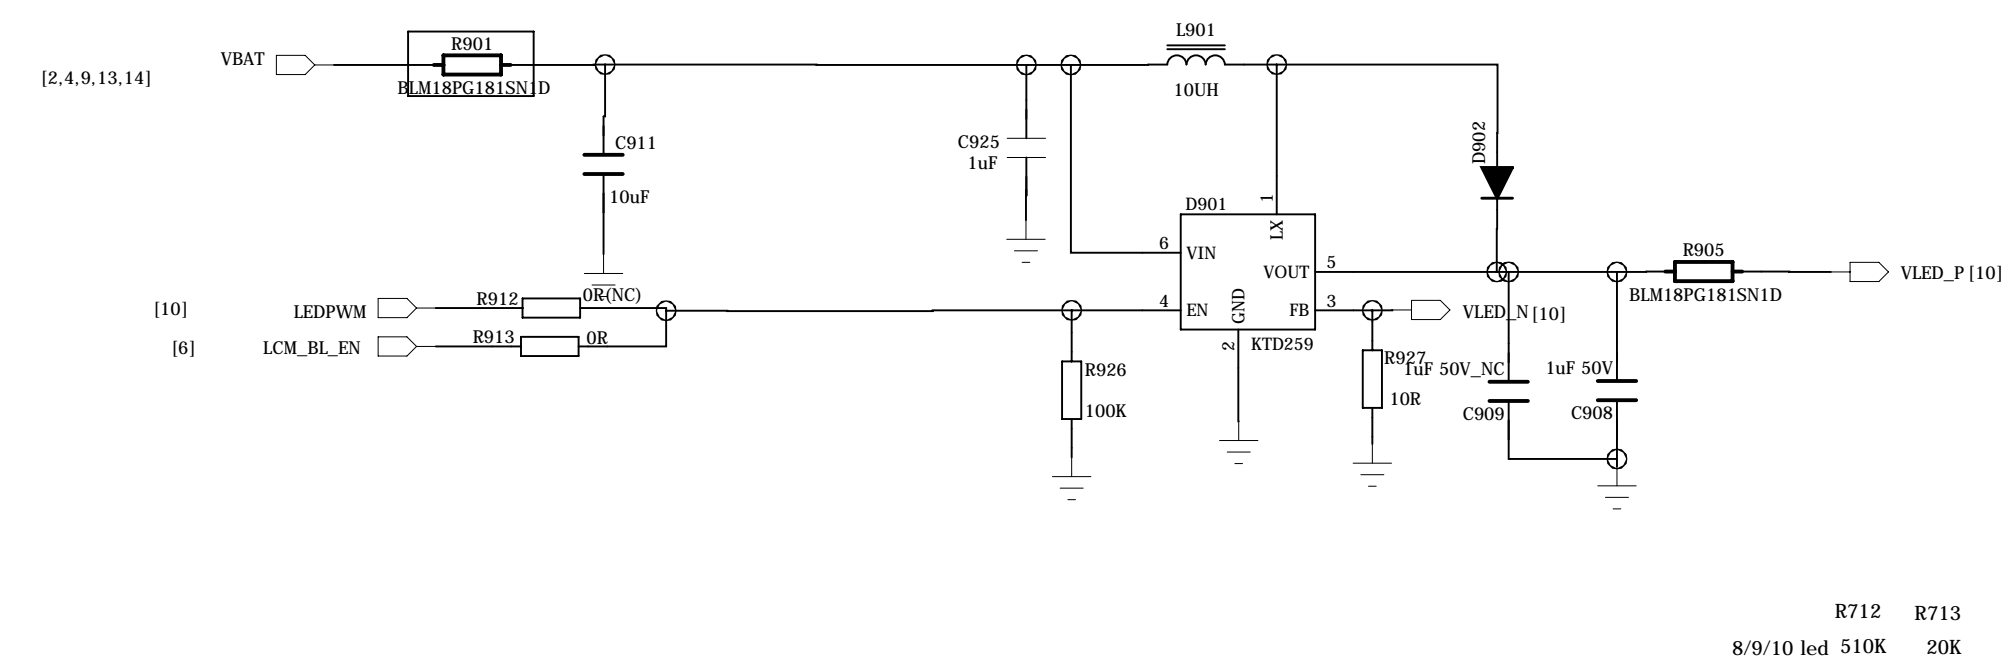 L901
R901
VBAT
[2,4,9,13,14]
BLM18PG181SN1D
10UH
C911
C925
1uF
D902
10uF
D901
1
LX
6
VIN
VOUT
5
R905
VLED_P [10]
BLM18PG181SN1D
[10]
LEDPWM
R912
0R(NC)
4
EN
GND
FB
3
VLED_N [10]
[6]
LCM_BL_EN
R913
0R
2
KTD259
R926
100K
R927
10R
1uF 50V_NC
C909
1uF 50V
C908
R712 R713
8/9/10 led 510K 20K